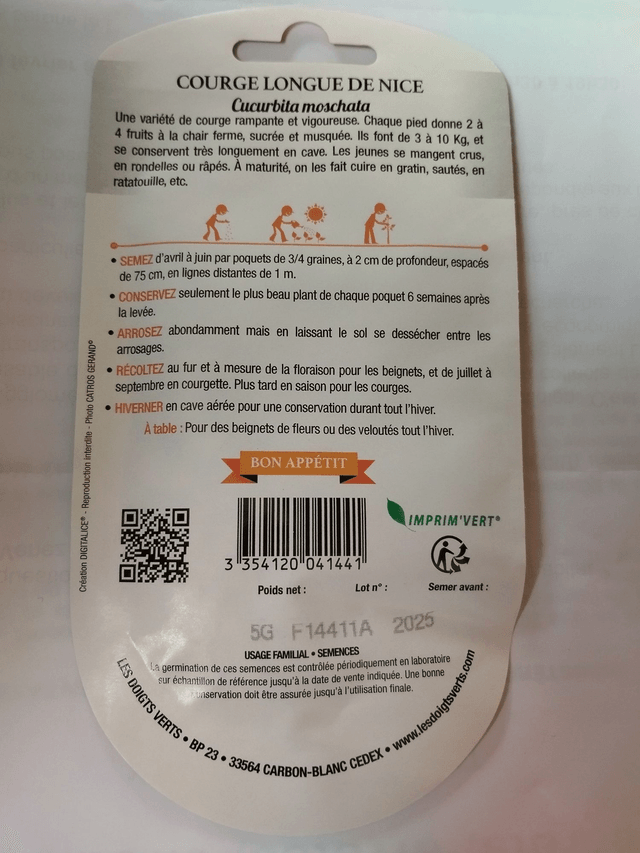 COURGE LONGUE DE NICE
Cucurbita moschata
Une variété de courge rampante et vigoureuse. Chaque pied donne 2 à
4 fruits à la chair ferme, sucrée et musquée. Ils font de 3 à 10 Kg, et
se conservent très longuement en cave. Les jeunes se mangent crus,
en rondelles ou râpés. À maturité, on les fait cuire en gratin, sautés, en
ratatouille, etc.
• SEMEZ d'avril à juin par poquets de 3/4 graines, à 2 cm de profondeur, espacés
de 75 cm, en lignes distantes de 1 m.
• CONSERVEZ seulement le plus beau plant de chaque poquet 6 semaines après
la levée.
• ARROSEZ abondamment mais en laissant le sol se dessécher entre les
arrosages.
• RÉCOLTEZ au fur et à mesure de la floraison pour les beignets, et de juillet à
septembre en courgette. Plus tard en saison pour les courges.
• HIVERNER en cave aérée pour une conservation durant tout l'hiver.
À table : Pour des beignets de fleurs ou des veloutés tout l'hiver.
Création DIGITALICE® - Reproduction interdite - Photo CATROS GERAND®
BON APPÉTIT
IMPRIM'VERT®
3 354120 041441
Poids net : Lot n° : Semer avant :
5G F14411A 2025
USAGE FAMILIAL • SEMENCES
La germination de ces semences est contrôlée périodiquement en laboratoire
sur échantillon de référence jusqu'à la date de vente indiquée. Une bonne
conservation doit être assurée jusqu'à l'utilisation finale.
LES DOIGTS VERTS • BP 23 • 33564 CARBON-BLANC CEDEX • www.lesdoigtsverts.com